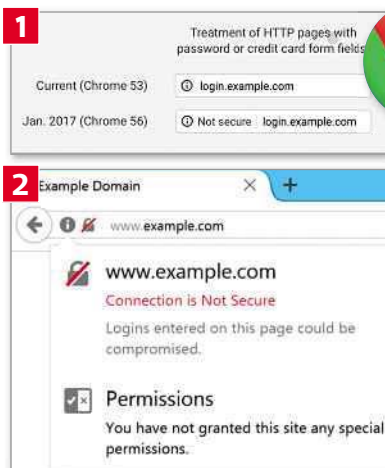 1
Treatment of HTTP pages with
password or credit card form fields
Current (Chrome 53)
login.example.com
Jan. 2017 (Chrome 56)
Not secure login.example.com
2
Example Domain
www.example.com
www.example.com
Connection is Not Secure
Logins entered on this page could be
compromised.
Permissions
You have not granted this site any special
permissions.